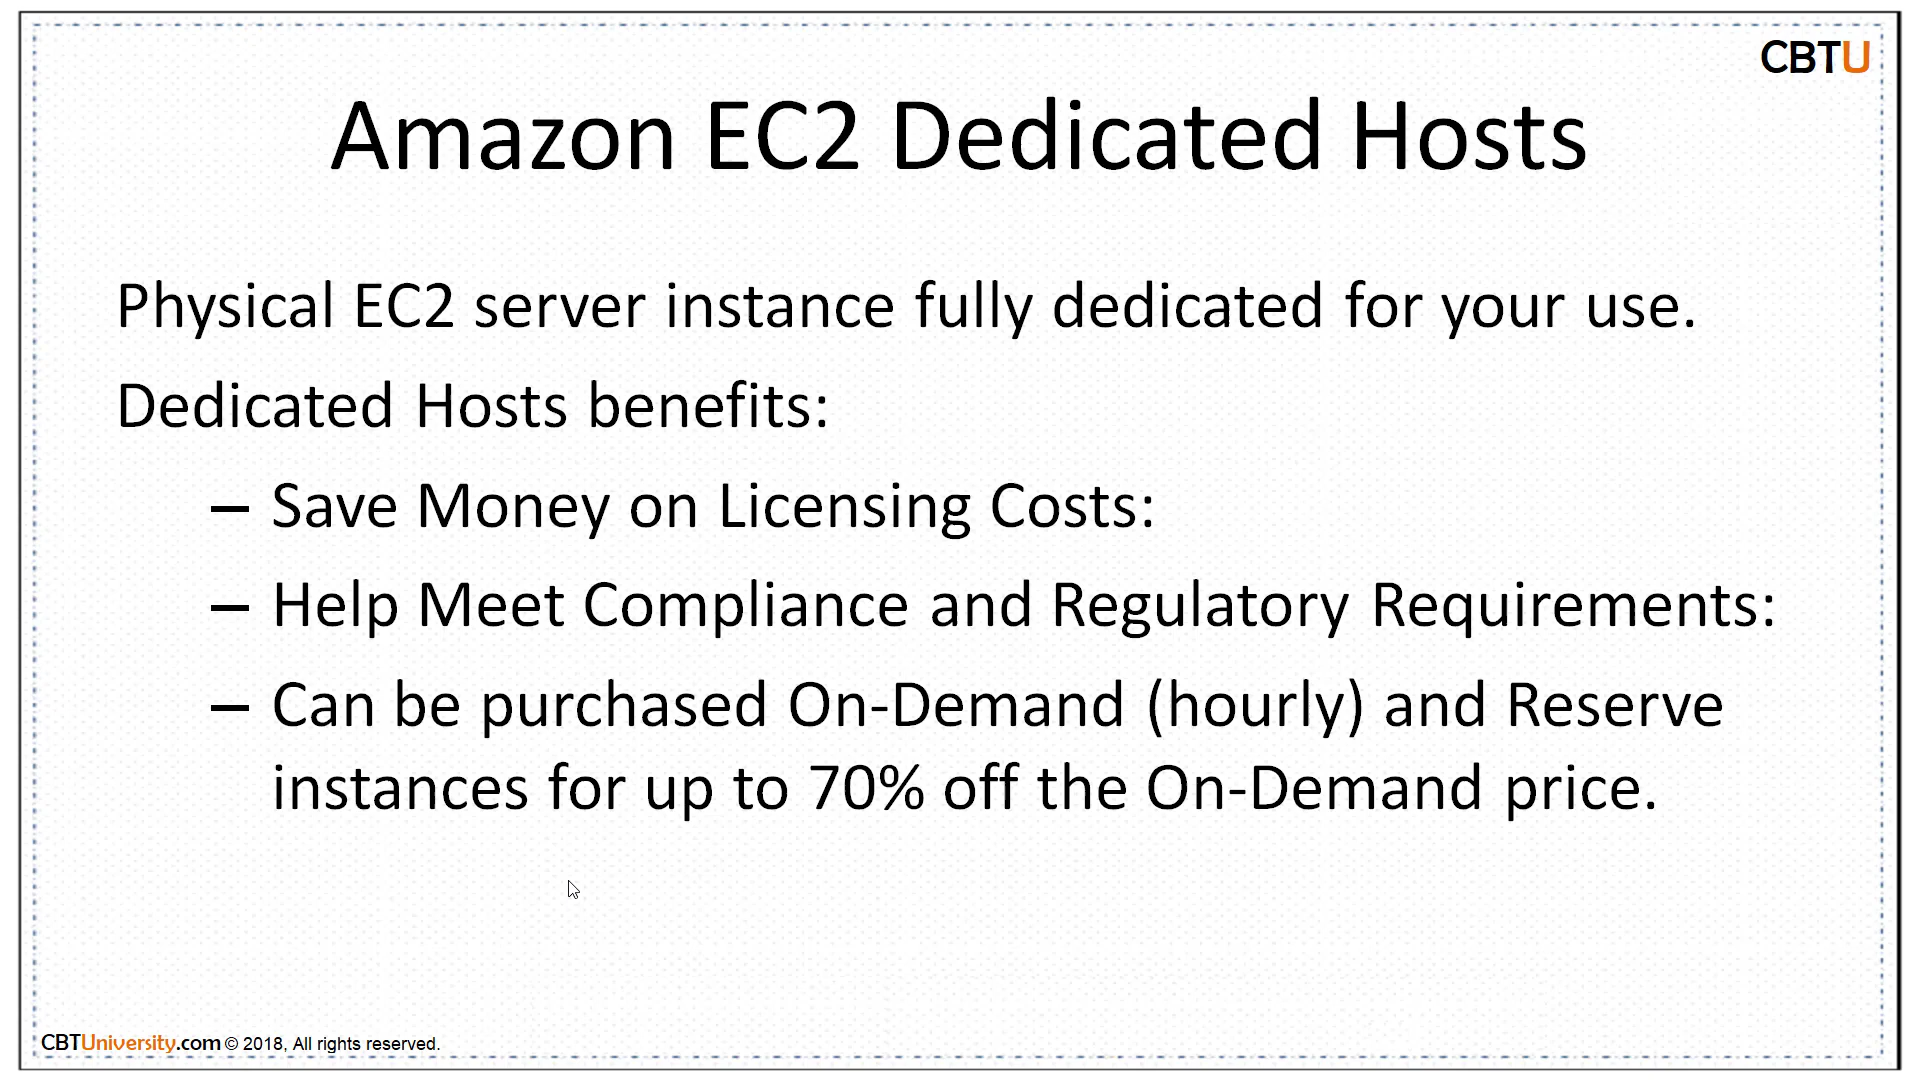 CBTU
Amazon EC2 Dedicated Hosts
Physical EC2 server instance fully dedicated for your use.
Dedicated Hosts benefits:
– Save Money on Licensing Costs:
– Help Meet Compliance and Regulatory Requirements:
– Can be purchased On-Demand (hourly) and Reserve
instances for up to 70% off the On-Demand price.
CBTUniversity.com © 2018, All rights reserved.